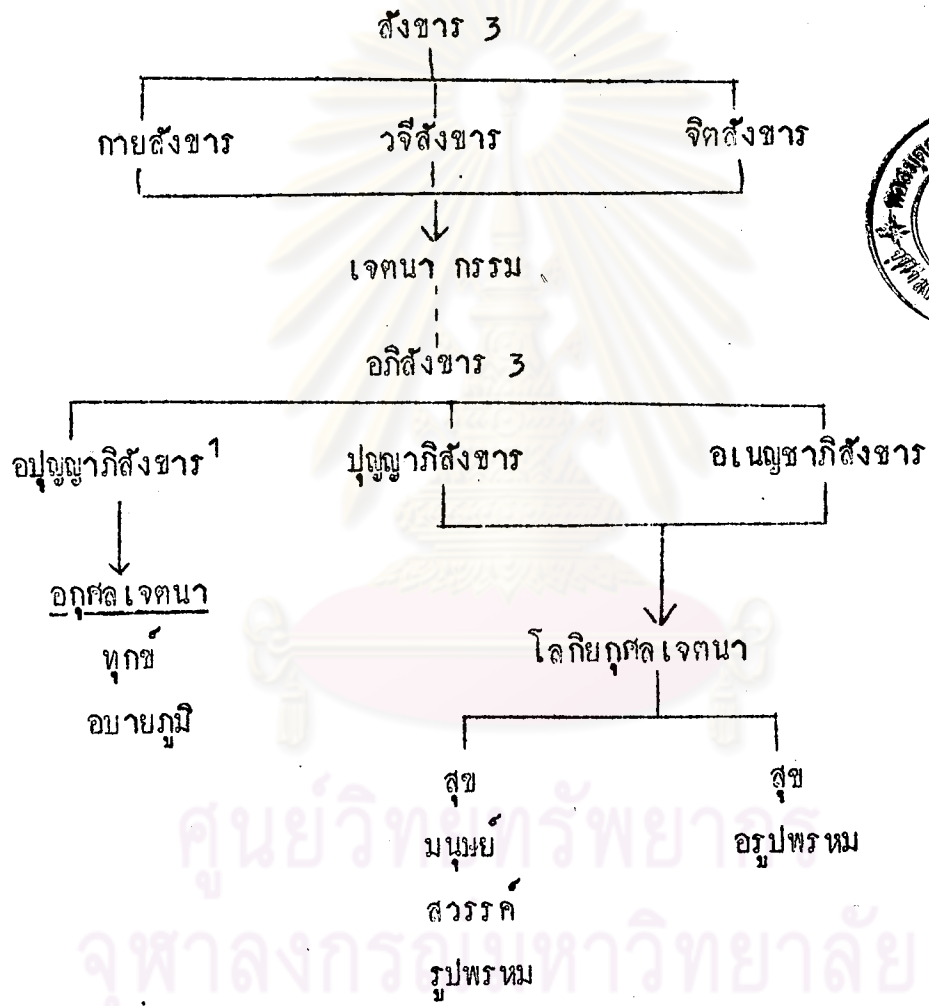 สังขาร 3
กายสังขาร วจีสังขาร จิตสังขาร
เจตนา กรรม
อภิสังขาร 3
อปุญญาภิสังขาร¹ ปุญญาภิสังขาร อเนญชาภิสังขาร
อกุศลเจตนา
ทุกข์
อบายภูมิ
โลกียกุศลเจตนา
สุข สุข
มนุษย์ อรูปพรหม
สวรรค์
รูปพรหม
ศูนย์วิทยทรัพยากร
จุฬาลงกรณ์มหาวิทยาลัย